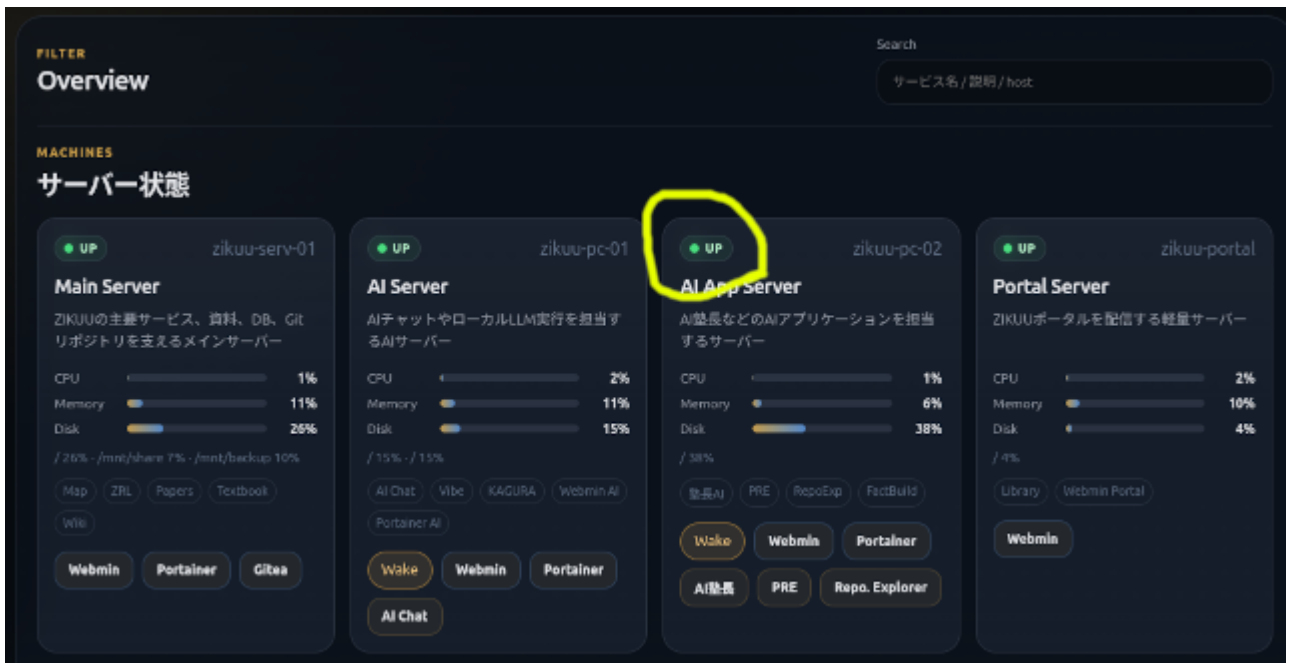 FILTER
Overview
Search
サービス名 / 説明 / host
MACHINES
サーバー状態
UP
zikuu-serv-01
Main Server
ZIKUUの主要サービス、資料、DB、Git
リポジトリを支えるメインサーバー
CPU 1%
Memory 11%
Disk 26%
/ 26% · /mnt/share 7% · /mnt/backup 10%
Map ZRL Papers Textbook
Wiki
Webmin Portainer Gitea
UP
zikuu-pc-01
AI Server
AIチャットやローカルLLM実行を担当す
るAIサーバー
CPU 2%
Memory 11%
Disk 15%
/ 15% · / 15%
AI Chat Vibe KAGURA Webmin AI
Portainer AI
Wake Webmin Portainer
AI Chat
UP
zikuu-pc-02
AI App Server
AI塾長などのAIアプリケーションを担当
するサーバー
CPU 1%
Memory 6%
Disk 38%
/ 38%
塾長AI PRE RepoExp FactBuild
Wake Webmin Portainer
AI塾長 PRE Repo. Explorer
UP
zikuu-portal
Portal Server
ZIKUUポータルを配信する軽量サーバー
CPU 2%
Memory 10%
Disk 4%
/ 4%
Library Webmin Portal
Webmin